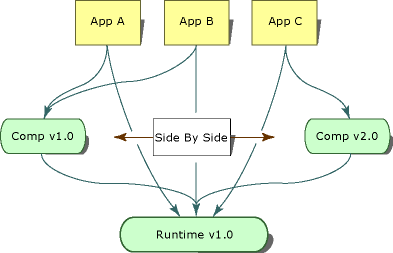 App A
App B
App C
Comp v1.0
Side By Side
Comp v2.0
Runtime v1.0